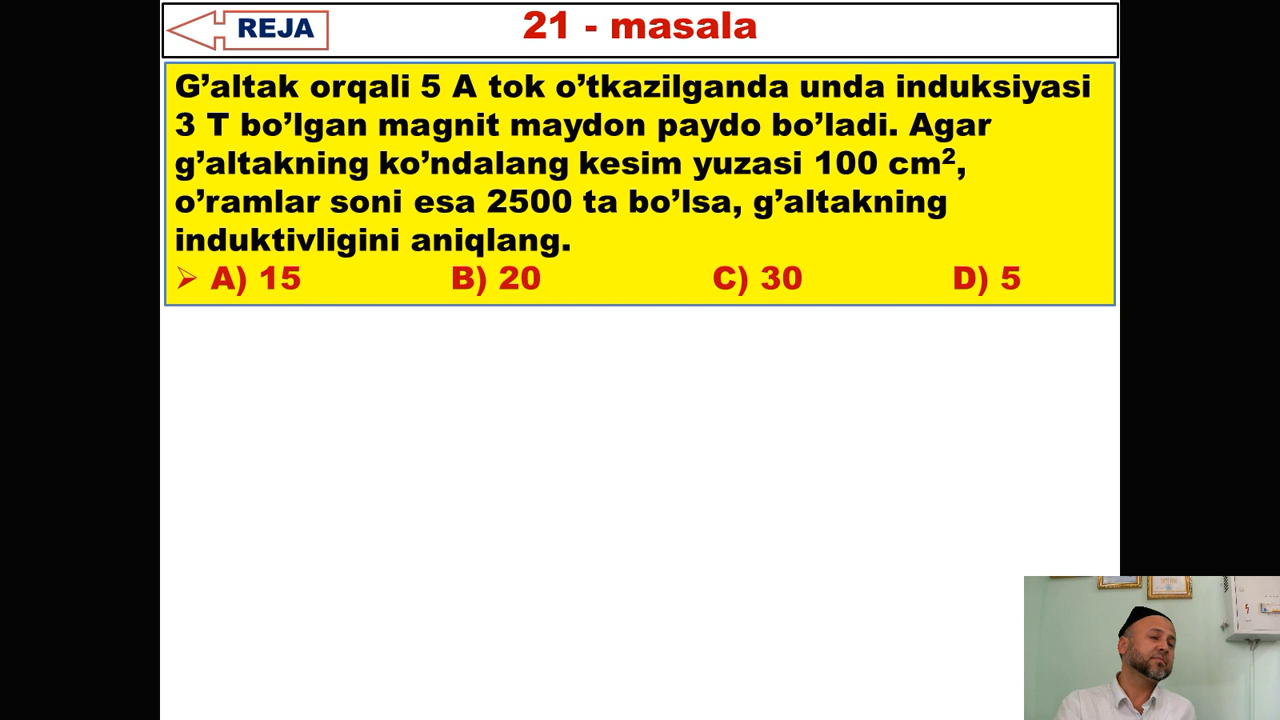 REJA
21 - masala
G’altak orqali 5 A tok o’tkazilganda unda induksiyasi
3 T bo’lgan magnit maydon paydo bo’ladi. Agar
g’altakning ko’ndalang kesim yuzasi 100 cm²,
o’ramlar soni esa 2500 ta bo’lsa, g’altakning
induktivligini aniqlang.
➢ A) 15 B) 20 C) 30 D) 5